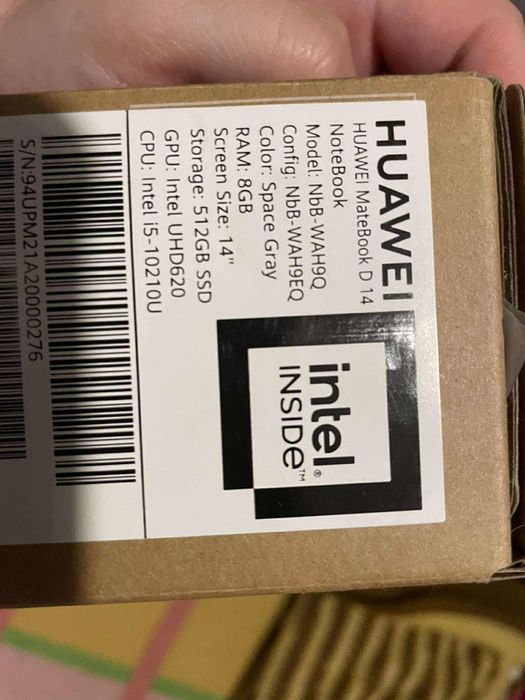 HUAWEI
HUAWEI MateBook D 14
NoteBook
Model: NbB-WAH9Q
Config: NbB-WAH9EQ
Color: Space Gray
RAM: 8GB
Screen Size: 14"
Storage: 512GB SSD
GPU: Intel UHD620
CPU: Intel i5-10210U
intel®
INSIDe™
S/N:94UPM21A20000276